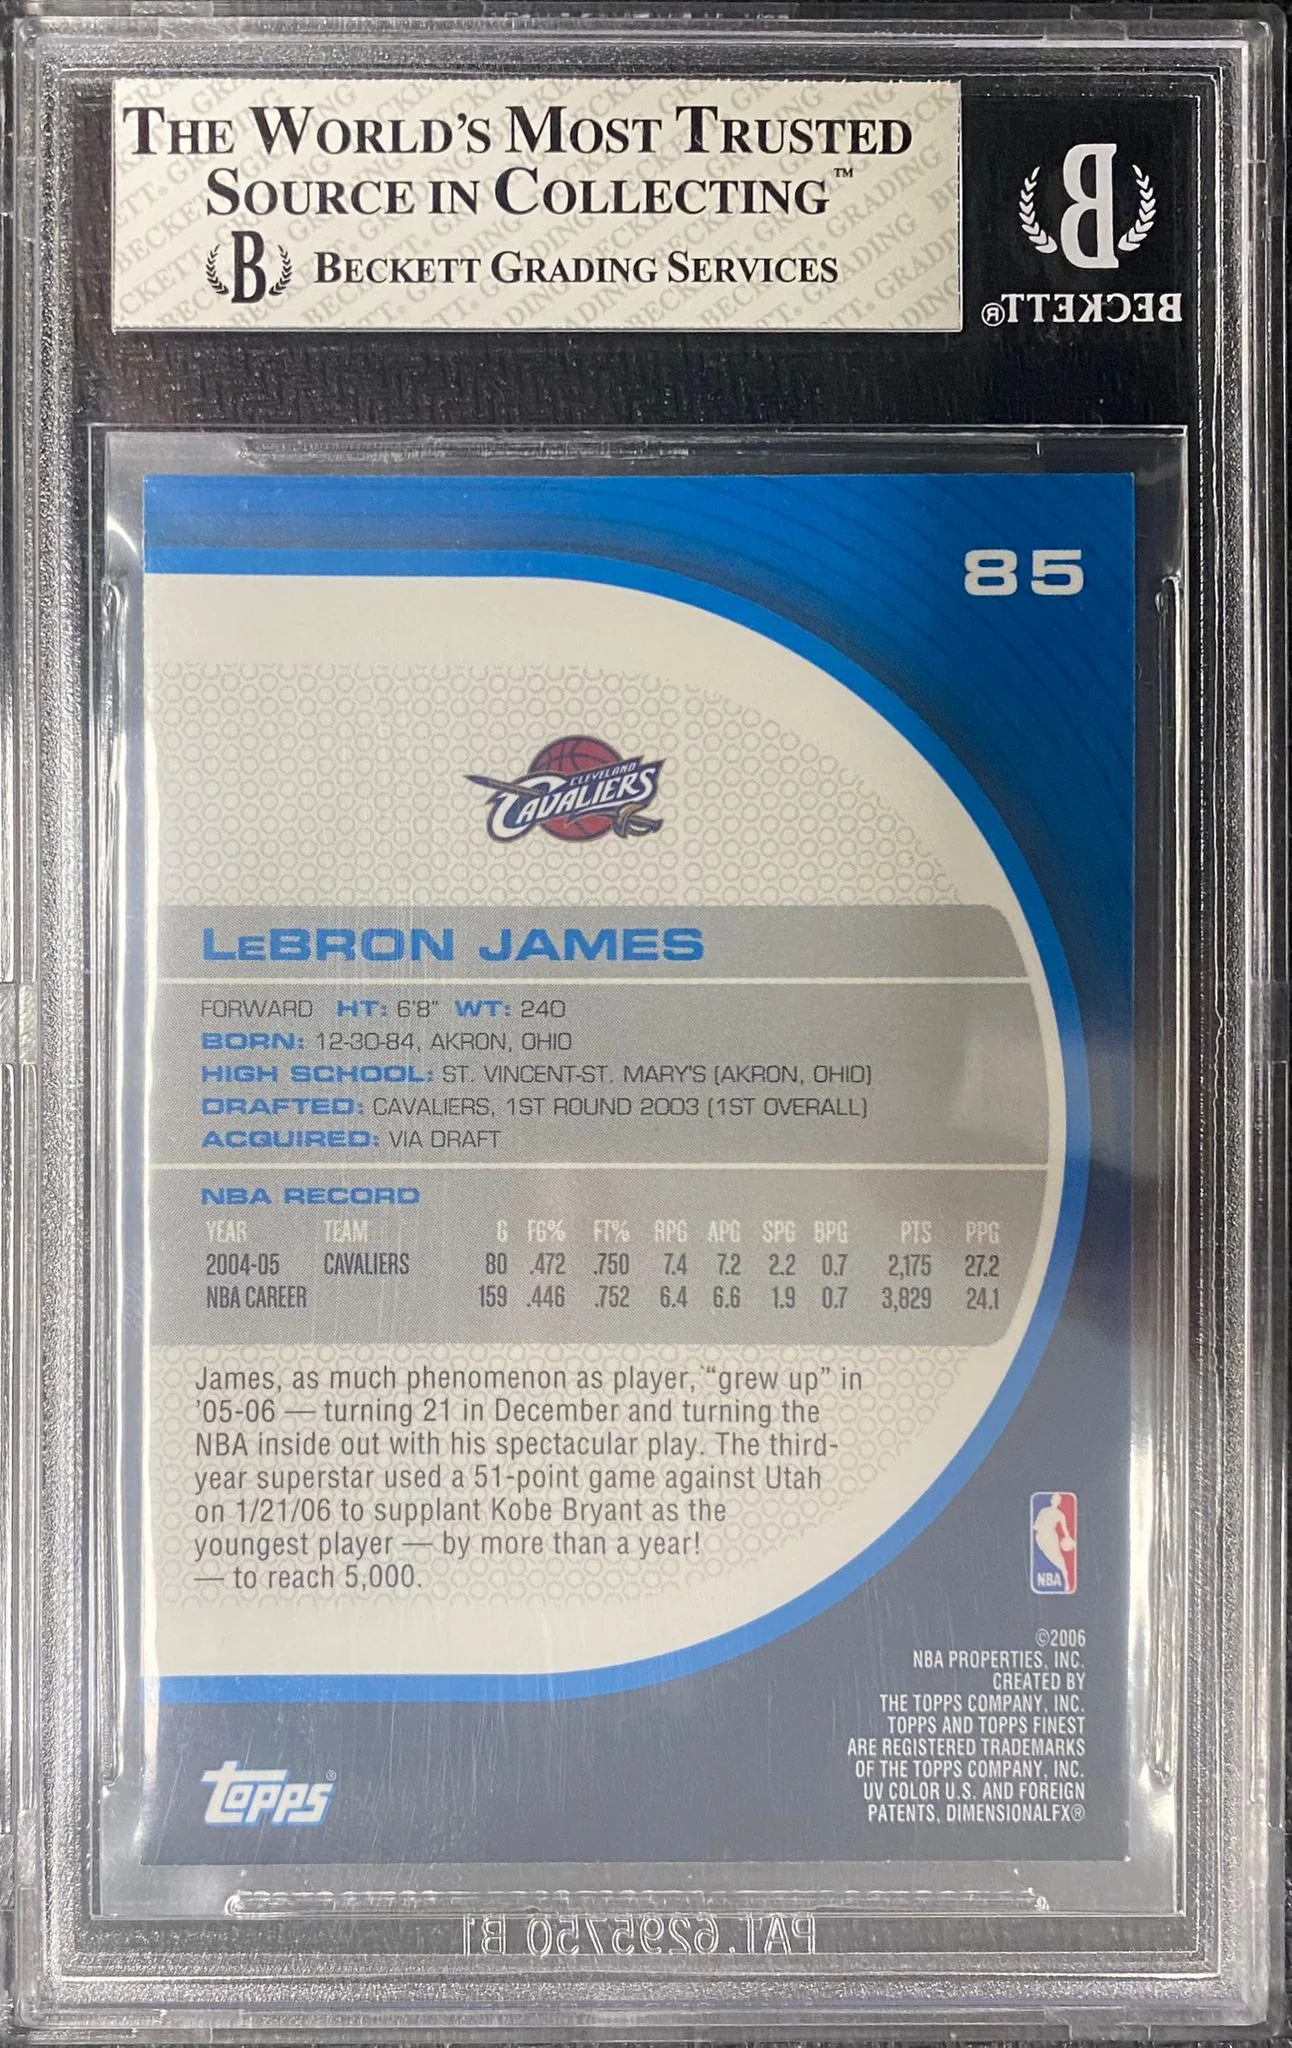 THE WORLD'S MOST TRUSTED
SOURCE IN COLLECTING™
B BECKETT GRADING SERVICES
B
BECKETT®
85
CLEVELAND
CAVALIERS
LEBRON JAMES
FORWARD HT: 6'8" WT: 240
BORN: 12-30-84, AKRON, OHIO
HIGH SCHOOL: ST. VINCENT-ST. MARY'S (AKRON, OHIO)
DRAFTED: CAVALIERS, 1ST ROUND 2003 (1ST OVERALL)
ACQUIRED: VIA DRAFT
NBA RECORD
YEAR TEAM G FG% FT% RPG APG SPG BPG PTS PPG
2004-05 CAVALIERS 80 .472 .750 7.4 7.2 2.2 0.7 2,175 27.2
NBA CAREER 159 .446 .752 6.4 6.6 1.9 0.7 3,829 24.1
James, as much phenomenon as player, "grew up" in
'05-06 — turning 21 in December and turning the
NBA inside out with his spectacular play. The third-
year superstar used a 51-point game against Utah
on 1/21/06 to supplant Kobe Bryant as the
youngest player — by more than a year!
— to reach 5,000.
NBA
©2006
NBA PROPERTIES, INC.
CREATED BY
THE TOPPS COMPANY, INC.
TOPPS AND TOPPS FINEST
ARE REGISTERED TRADEMARKS
OF THE TOPPS COMPANY, INC.
UV COLOR U.S. AND FOREIGN
PATENTS, DIMENSIONALFX®
TOPPS®
PAT. 6295750 B1